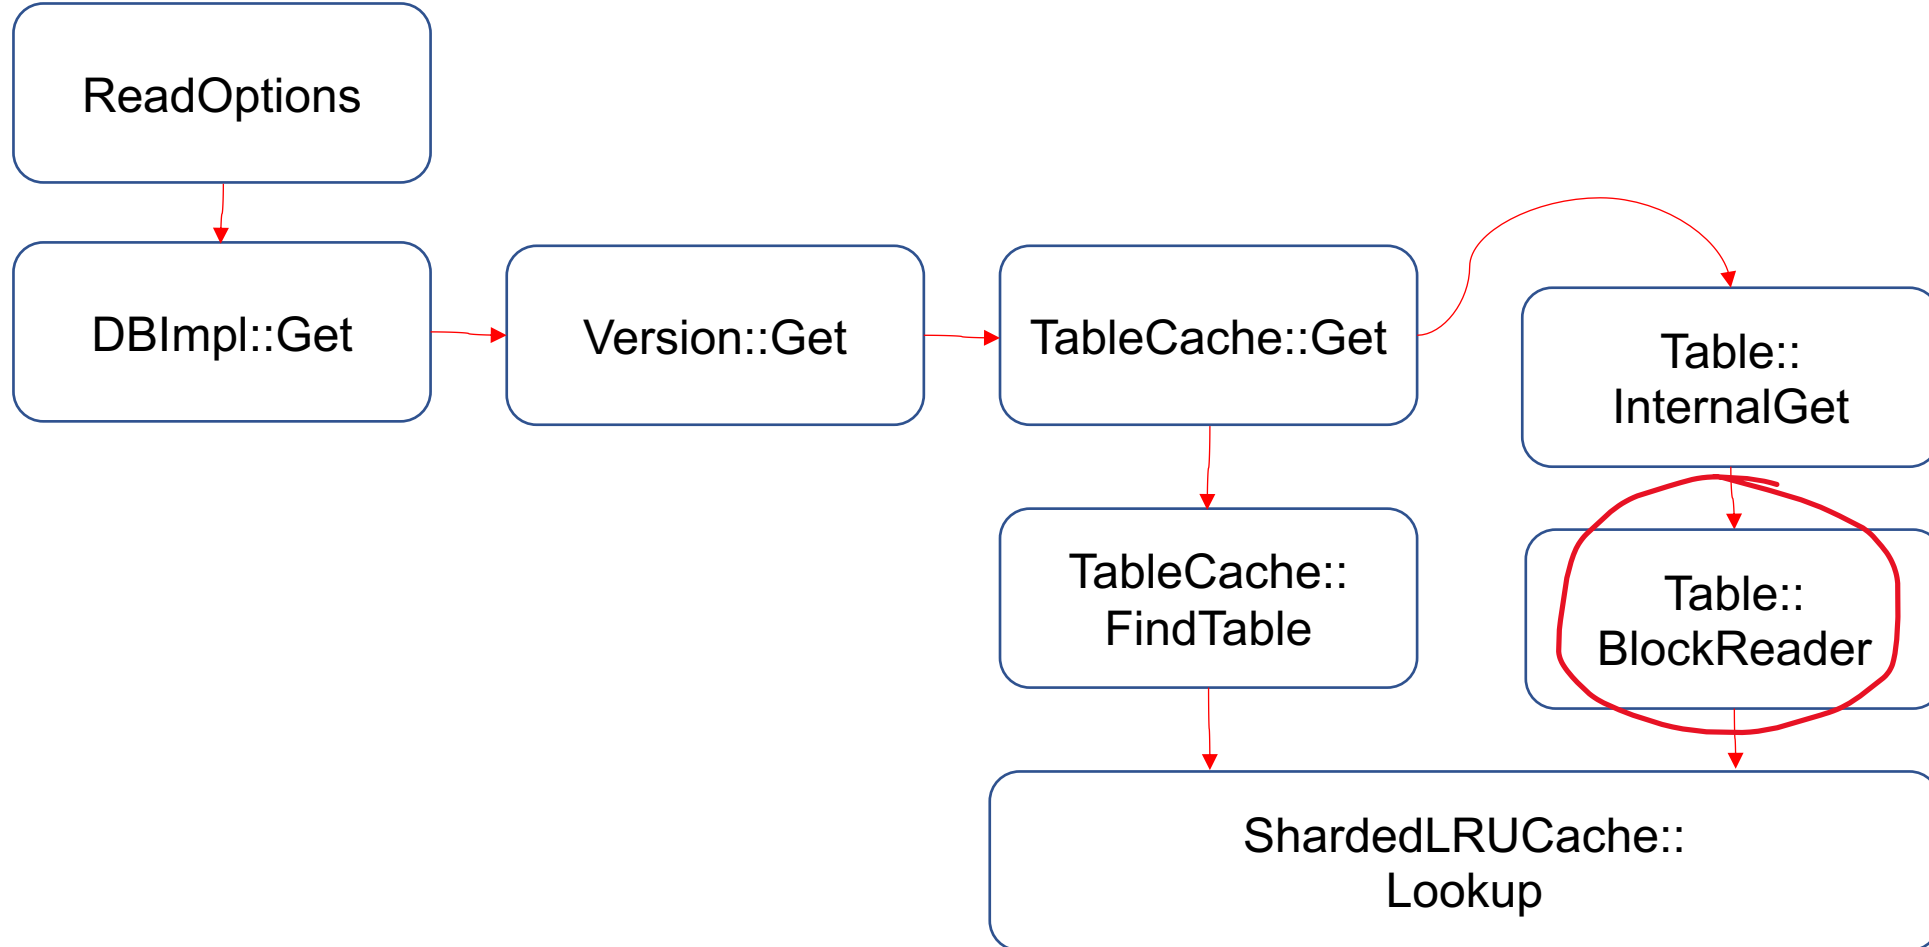 ReadOptions
DBImpl::Get
Version::Get
TableCache::Get
Table::
InternalGet
TableCache::
FindTable
Table::
BlockReader
ShardedLRUCache::
Lookup